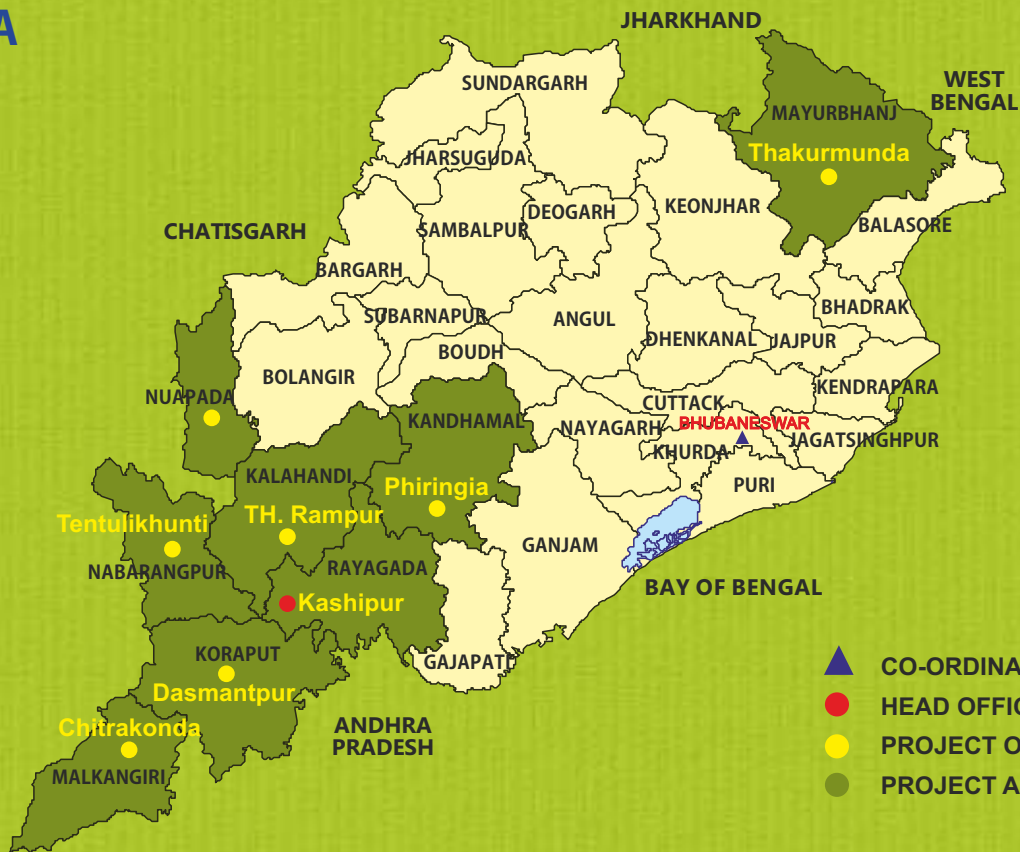 A
JHARKHAND
SUNDARGARH
WEST
BENGAL
MAYURBHANJ
Thakurmunda
JHARSUGUDA
DEOGARH
KEONJHAR
CHATISGARH
SAMBALPUR
BALASORE
BARGARH
SUBARNAPUR
ANGUL
BHADRAK
DHENKANAL
JAJPUR
BOUDH
BOLANGIR
NUAPADA
KENDRAPARA
CUTTACK
KANDHAMAL
NAYAGARH
BHUBANESWAR
JAGATSINGHPUR
KHURDA
KALAHANDI
Phiringia
PURI
TH. Rampur
Tentulikhunti
GANJAM
NABARANGPUR
RAYAGADA
BAY OF BENGAL
Kashipur
KORAPUT
GAJAPATI
Dasmantpur
Chitrakonda
ANDHRA
PRADESH
MALKANGIRI
CO-ORDINA
HEAD OFFIC
PROJECT O
PROJECT A